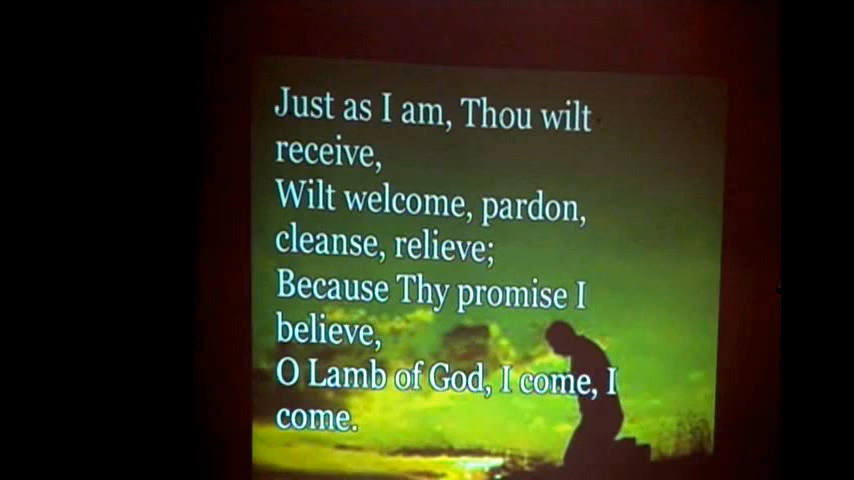 Just as I am, Thou wilt
receive,
Wilt welcome, pardon,
cleanse, relieve;
Because Thy promise I
believe,
O Lamb of God, I come, I
come.